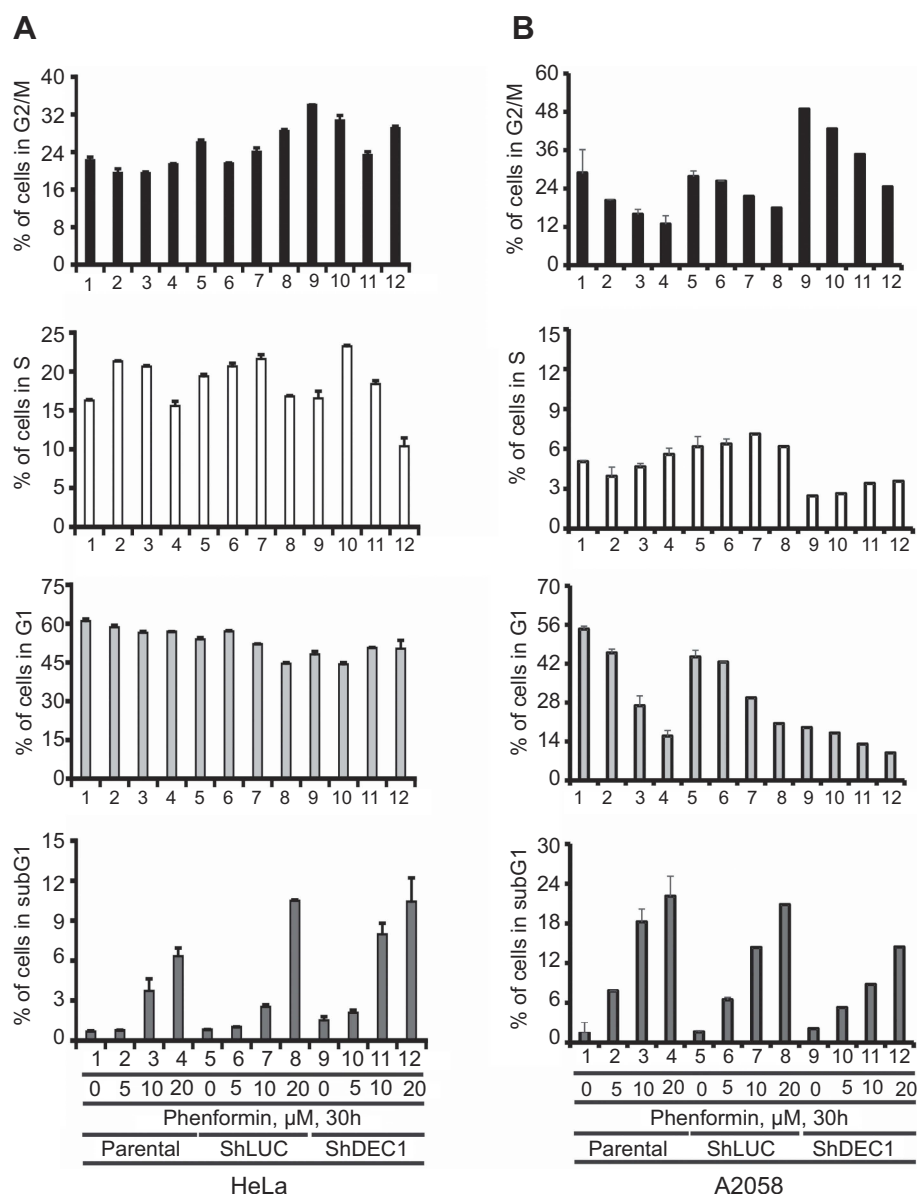 A
B
% of cells in G2/M
40
32
24
16
8
0
1 2 3 4 5 6 7 8 9 10 11 12
% of cells in G2/M
60
48
36
24
12
0
1 2 3 4 5 6 7 8 9 10 11 12
% of cells in S
25
20
15
10
5
0
1 2 3 4 5 6 7 8 9 10 11 12
% of cells in S
15
12
9
6
3
0
1 2 3 4 5 6 7 8 9 10 11 12
% of cells in G1
75
60
45
30
15
0
1 2 3 4 5 6 7 8 9 10 11 12
% of cells in G1
70
56
42
28
14
0
1 2 3 4 5 6 7 8 9 10 11 12
% of cells in subG1
15
12
9
6
3
0
1 2 3 4 5 6 7 8 9 10 11 12
0 5 10 20 0 5 10 20 0 5 10 20
Phenformin, µM, 30h
Parental ShLUC ShDEC1
HeLa
% of cells in subG1
30
24
18
12
6
0
1 2 3 4 5 6 7 8 9 10 11 12
0 5 10 20 0 5 10 20 0 5 10 20
Phenformin, µM, 30h
Parental ShLUC ShDEC1
A2058